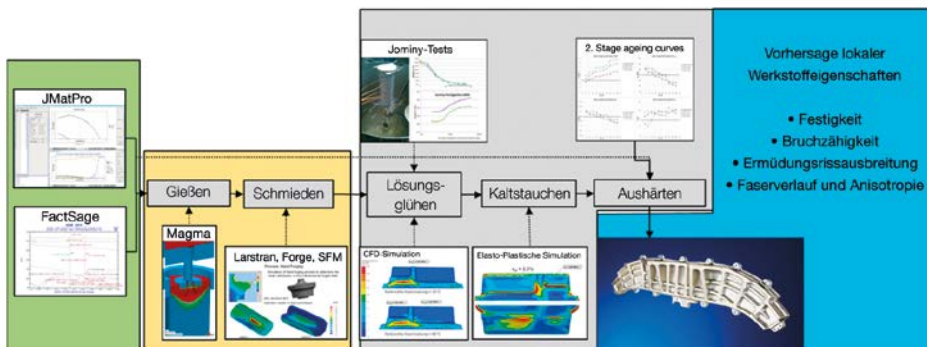 JMatPro
FactSage
Gießen
Schmieden
Magma
Larstran, Forge, SFM
Jominy-Tests
Lösungs-
glühen
Kaltstauchen
Aushärten
CFD-Simulation
Elasto-Plastische Simulation
2. Stage ageing curves
Vorhersage lokaler
Werkstoffeigenschaften
• Festigkeit
• Bruchzähigkeit
• Ermüdungsrissausbreitung
• Faserverlauf und Anisotropie